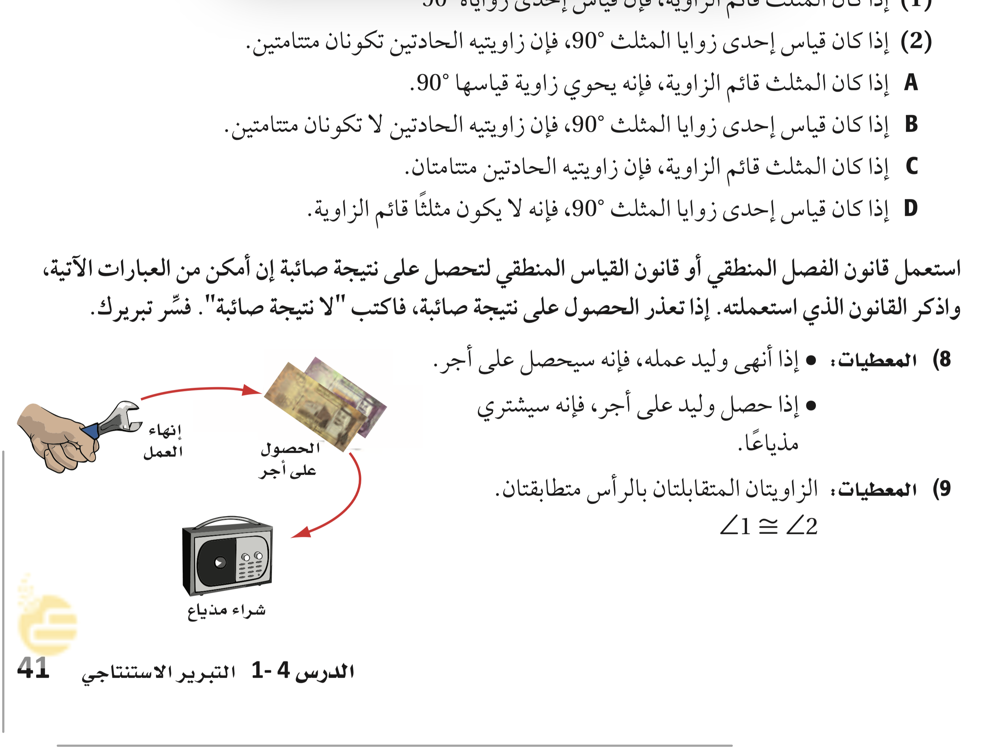 (1) إذا كان المثلث قائم الزاوية، فإن قياس إحدى زواياه 90°
(2) إذا كان قياس إحدى زوايا المثلث 90°، فإن زاويتيه الحادتين تكونان متتامتين.
A إذا كان المثلث قائم الزاوية، فإنه يحوي زاوية قياسها 90°.
B إذا كان قياس إحدى زوايا المثلث 90°، فإن زاويتيه الحادتين لا تكونان متتامتين.
C إذا كان المثلث قائم الزاوية، فإن زاويتيه الحادتين متتامتان.
D إذا كان قياس إحدى زوايا المثلث 90°، فإنه لا يكون مثلثًا قائم الزاوية.
استعمل قانون الفصل المنطقي أو قانون القياس المنطقي لتحصل على نتيجة صائبة إن أمكن من العبارات الآتية،
واذكر القانون الذي استعملته. إذا تعذر الحصول على نتيجة صائبة، فاكتب "لا نتيجة صائبة". فسِّر تبريرك.
8) المعطيات: • إذا أنهى وليد عمله، فإنه سيحصل على أجر.
• إذا حصل وليد على أجر، فإنه سيشتري
مذياعًا.
إنهاء
العمل
الحصول
على أجر
شراء مذياع
9) المعطيات: الزاويتان المتقابلتان بالرأس متطابقتان.
∠1 ≅ ∠2
الدرس 4 -1 التبرير الاستنتاجي 41